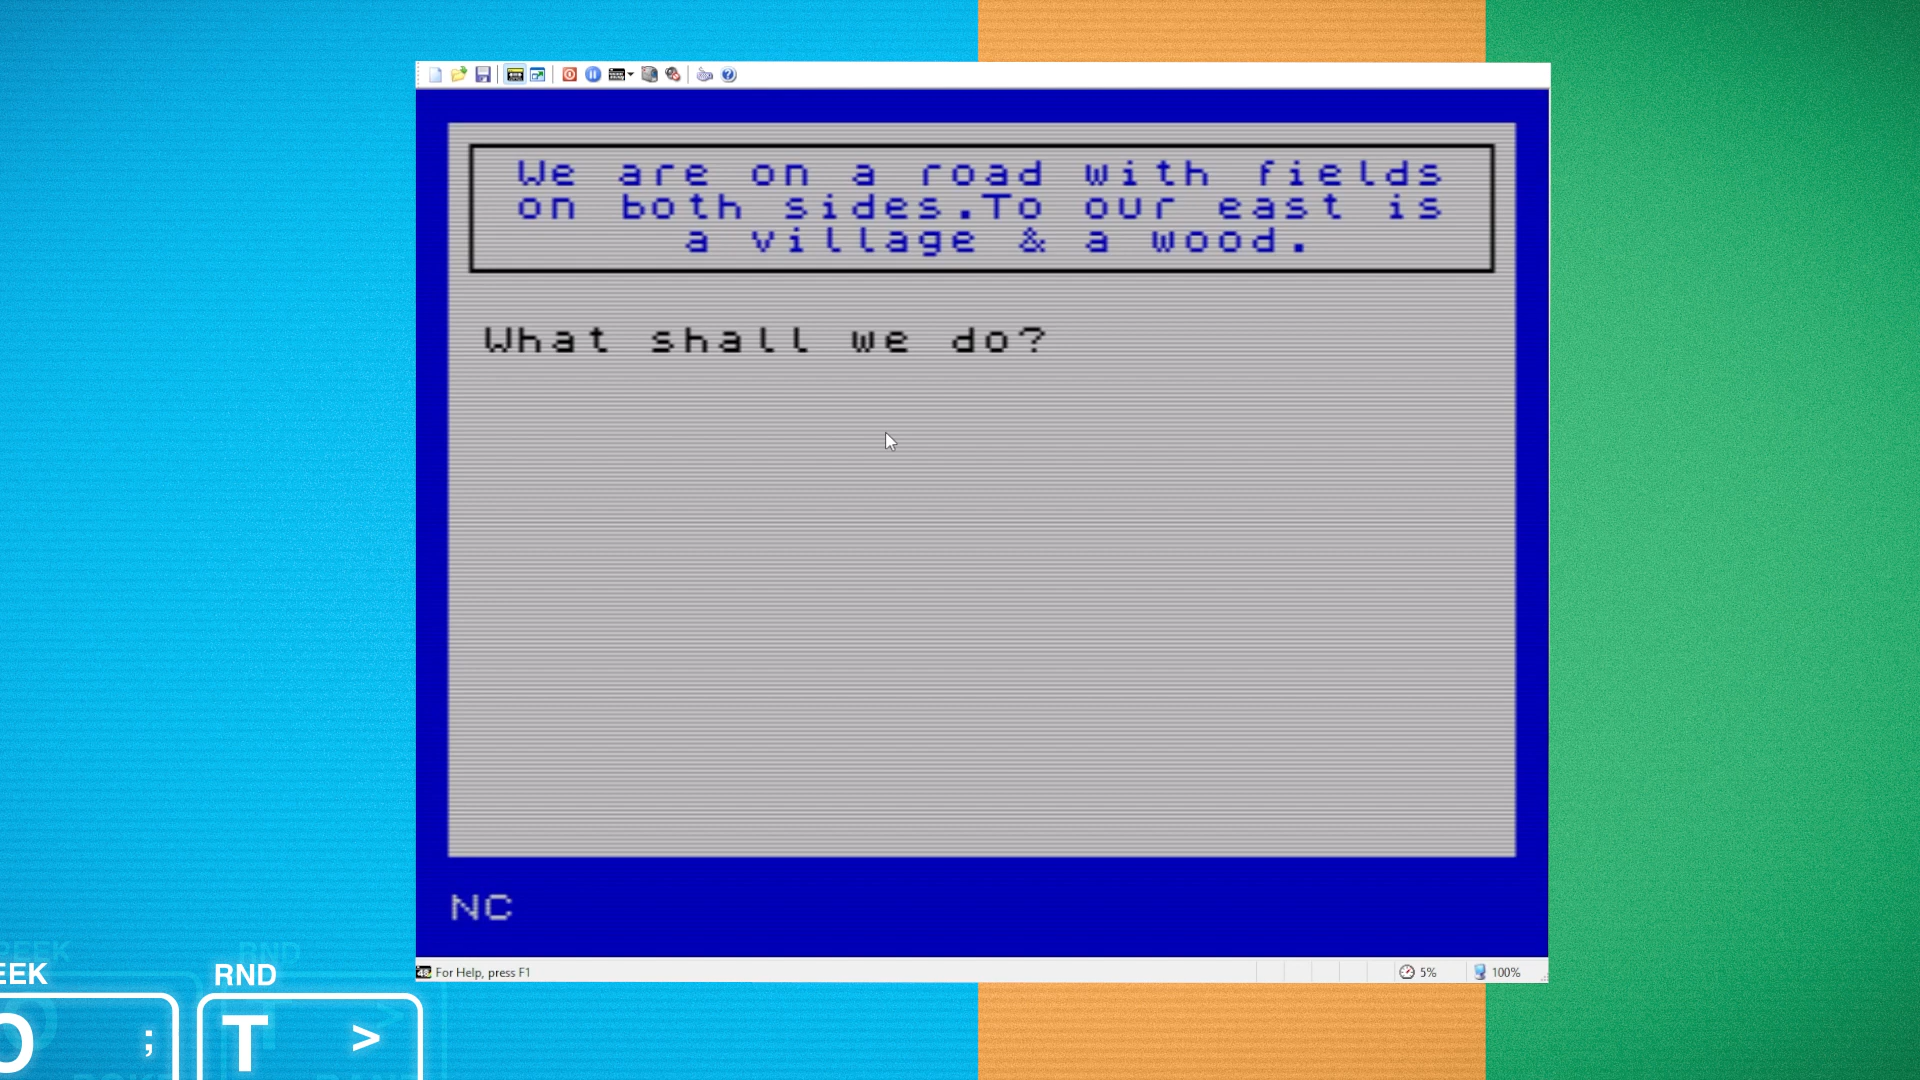 We are on a road with fields
on both sides.To our east is
a village & a wood.
What shall we do?
NC
For Help, press F1
5%
100%
RND
T >
;